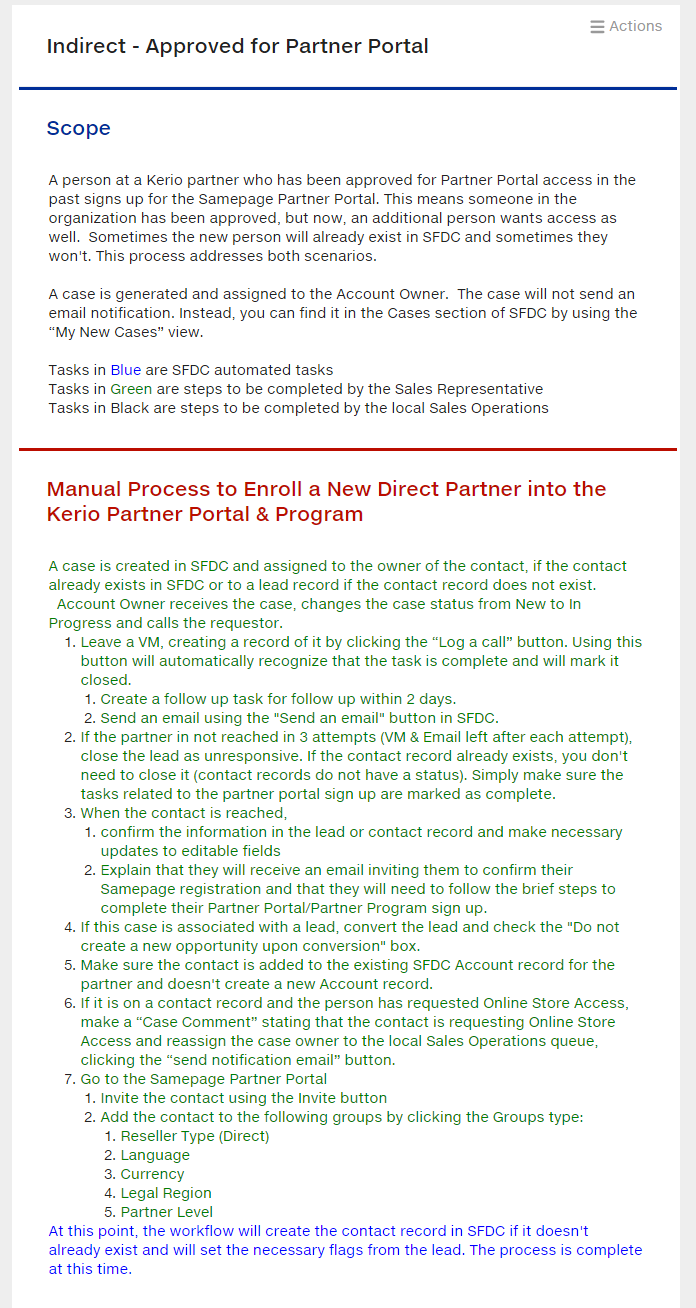 Actions
Indirect - Approved for Partner Portal
Scope
A person at a Kerio partner who has been approved for Partner Portal access in the
past signs up for the Samepage Partner Portal. This means someone in the
organization has been approved, but now, an additional person wants access as
well.  Sometimes the new person will already exist in SFDC and sometimes they
won't. This process addresses both scenarios.
A case is generated and assigned to the Account Owner.  The case will not send an
email notification. Instead, you can find it in the Cases section of SFDC by using the
“My New Cases” view.
Tasks in Blue are SFDC automated tasks
Tasks in Green are steps to be completed by the Sales Representative
Tasks in Black are steps to be completed by the local Sales Operations
Manual Process to Enroll a New Direct Partner into the
Kerio Partner Portal & Program
A case is created in SFDC and assigned to the owner of the contact, if the contact
already exists in SFDC or to a lead record if the contact record does not exist.
Account Owner receives the case, changes the case status from New to In
Progress and calls the requestor.
1. Leave a VM, creating a record of it by clicking the “Log a call” button. Using this
button will automatically recognize that the task is complete and will mark it
closed.
1. Create a follow up task for follow up within 2 days.
2. Send an email using the "Send an email" button in SFDC.
2. If the partner in not reached in 3 attempts (VM & Email left after each attempt),
close the lead as unresponsive. If the contact record already exists, you don't
need to close it (contact records do not have a status). Simply make sure the
tasks related to the partner portal sign up are marked as complete.
3. When the contact is reached,
1. confirm the information in the lead or contact record and make necessary
updates to editable fields
2. Explain that they will receive an email inviting them to confirm their
Samepage registration and that they will need to follow the brief steps to
complete their Partner Portal/Partner Program sign up.
4. If this case is associated with a lead, convert the lead and check the "Do not
create a new opportunity upon conversion" box.
5. Make sure the contact is added to the existing SFDC Account record for the
partner and doesn't create a new Account record.
6. If it is on a contact record and the person has requested Online Store Access,
make a “Case Comment” stating that the contact is requesting Online Store
Access and reassign the case owner to the local Sales Operations queue,
clicking the “send notification email” button.
7. Go to the Samepage Partner Portal
1. Invite the contact using the Invite button
2. Add the contact to the following groups by clicking the Groups type:
1. Reseller Type (Direct)
2. Language
3. Currency
4. Legal Region
5. Partner Level
At this point, the workflow will create the contact record in SFDC if it doesn't
already exist and will set the necessary flags from the lead. The process is complete
at this time.